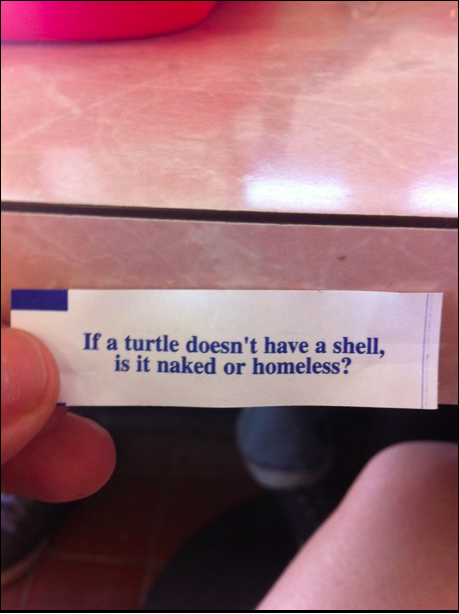 If a turtle doesn't have a shell,
is it naked or homeless?